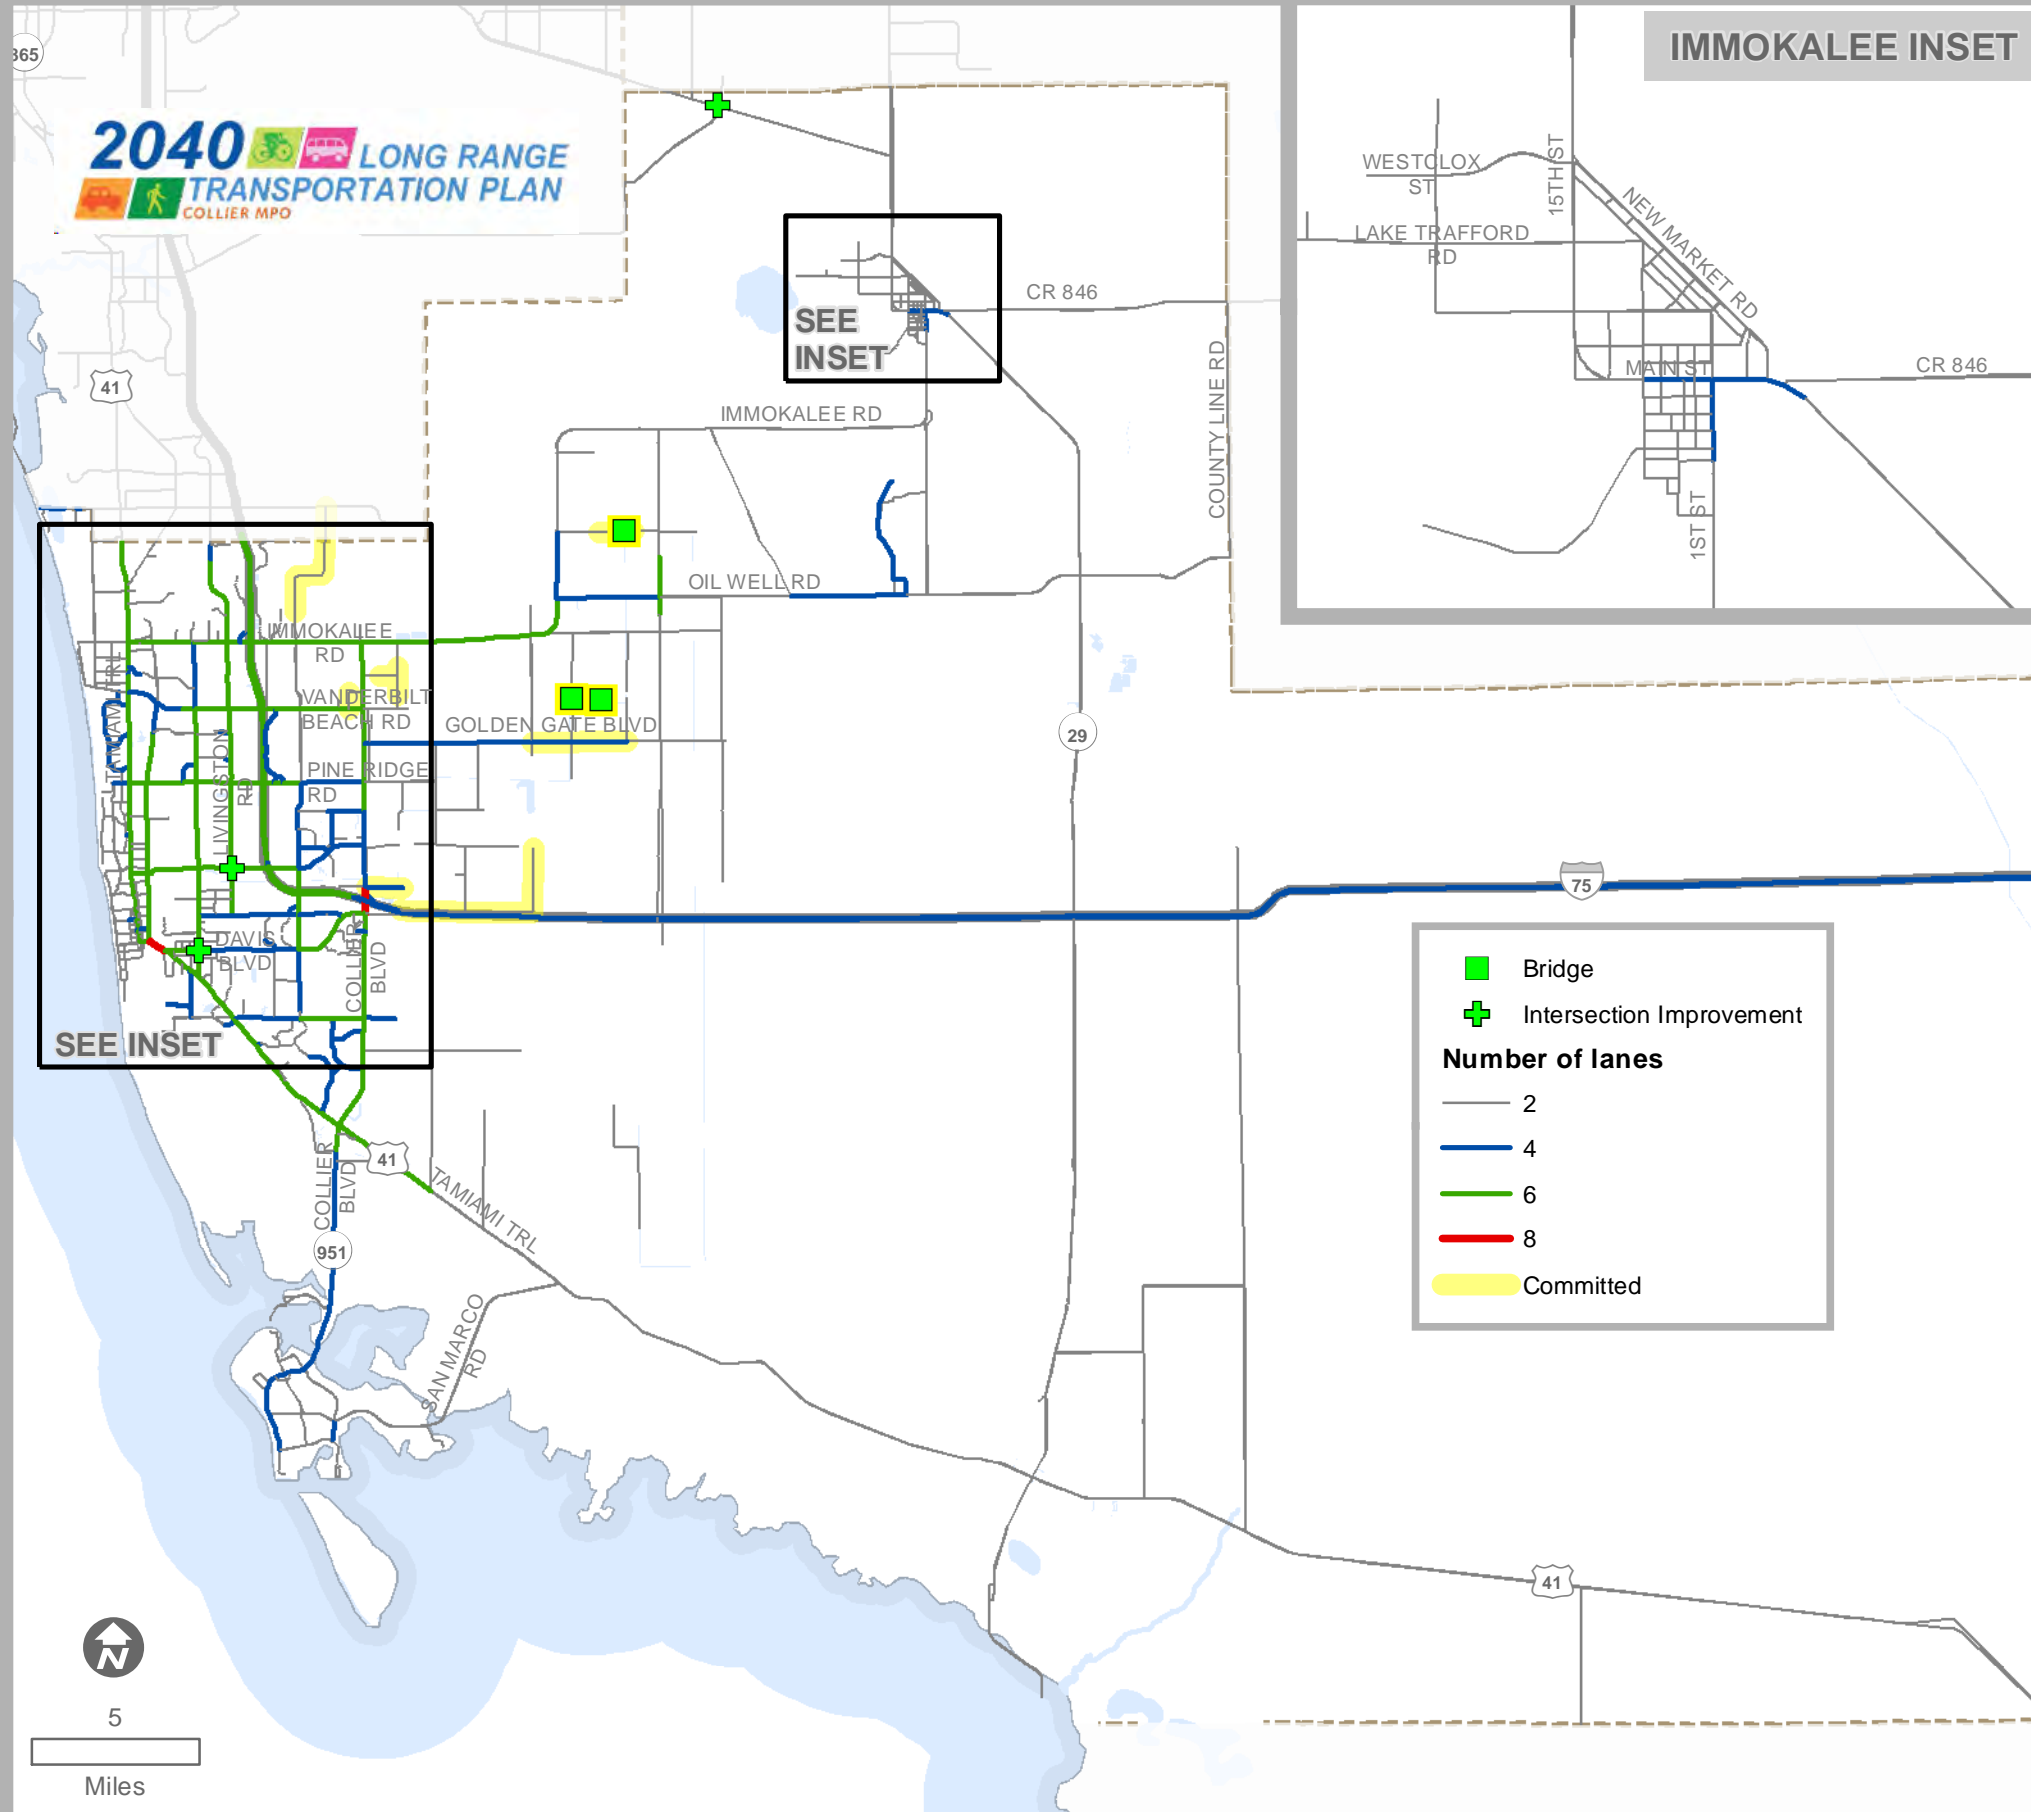 IMMOKALEE INSET
365
2040 LONG RANGE
TRANSPORTATION PLAN
COLLIER MPO
WESTCLOX
ST
15TH ST
NEW MARKET RD
LAKE TRAFFORD
RD
MAIN ST
CR 846
1ST ST
CR 846
SEE
INSET
COUNTY LINE RD
41
IMMOKALEE RD
OIL WELL RD
IMMOKALEE
RD
TAMIAMI TRL
VANDERBILT
BEACH RD
GOLDEN GATE BLVD
29
LIVINGSTON
RD
PINE RIDGE
RD
75
DAVIS
BLVD
COLLIER
BLVD
SEE INSET
Bridge
Intersection Improvement
Number of lanes
2
4
6
8
Committed
41
COLLIER
BLVD
TAMIAMI TRL
951
SAN MARCO
RD
41
N
5
Miles